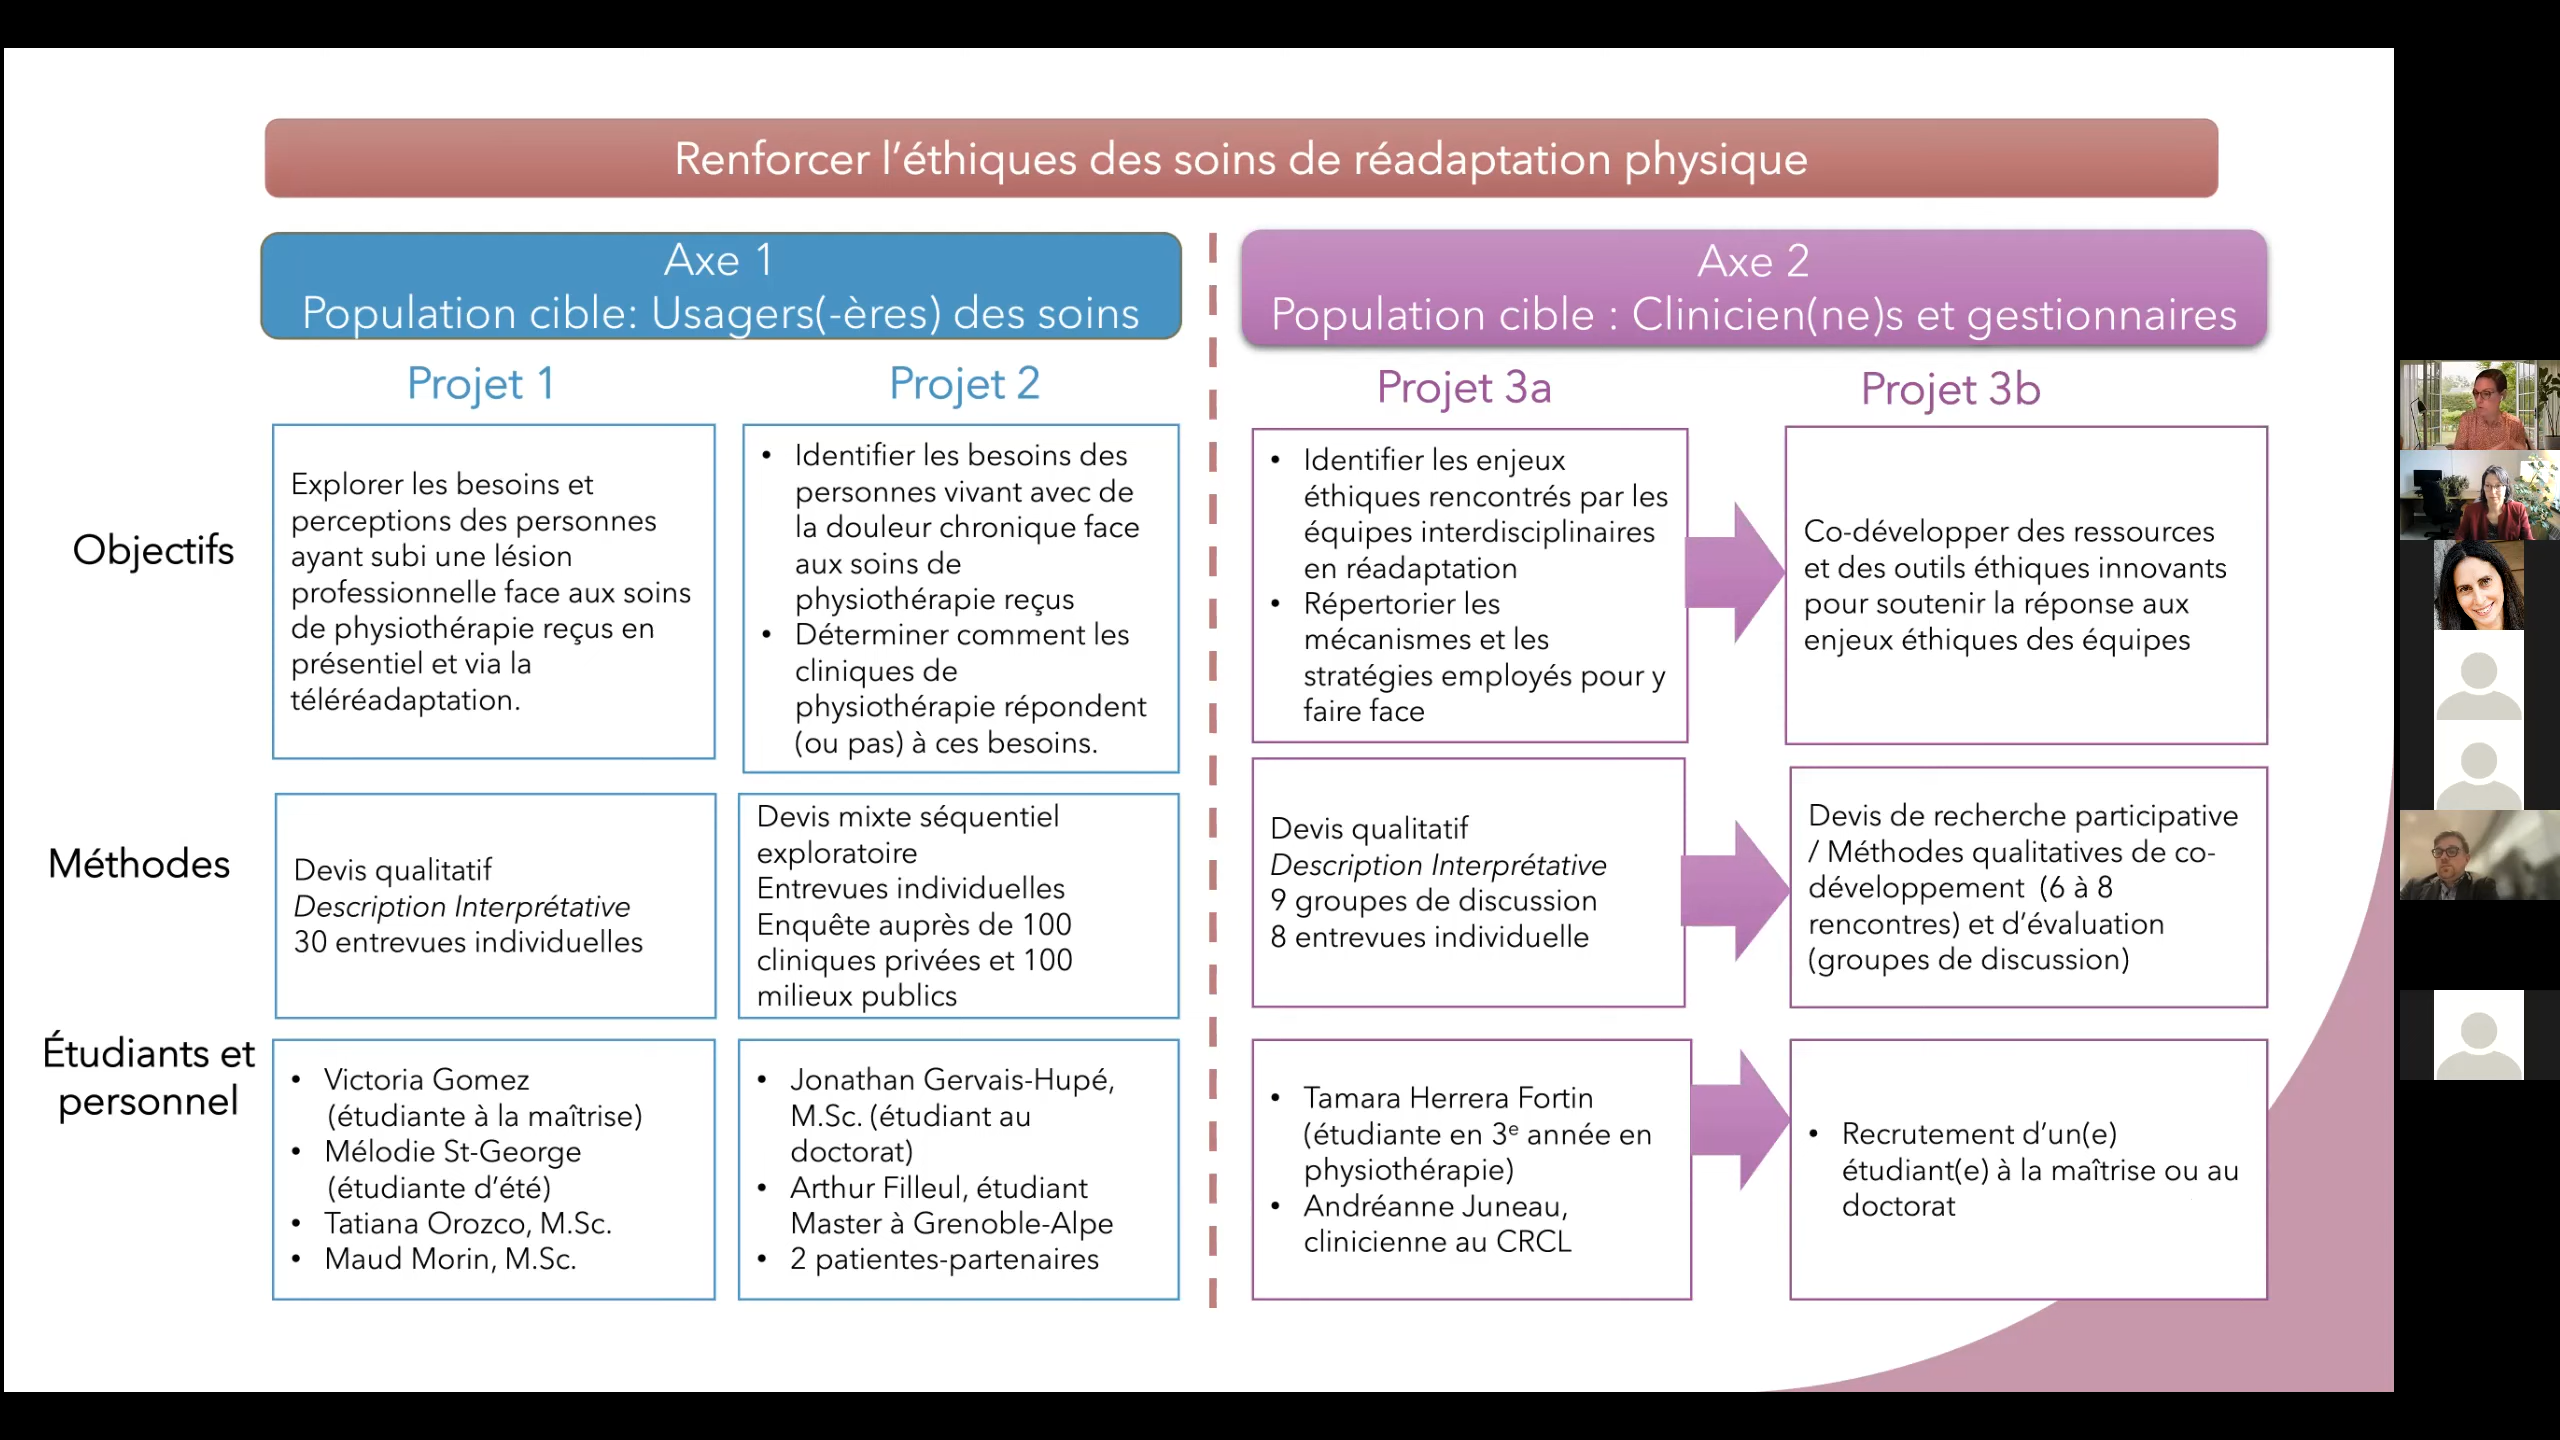 Renforcer l’éthiques des soins de réadaptation physique
Axe 1
Population cible: Usagers(-ères) des soins
Axe 2
Population cible : Clinicien(ne)s et gestionnaires
Projet 1
Projet 2
Projet 3a
Projet 3b
Objectifs
Explorer les besoins et
perceptions des personnes
ayant subi une lésion
professionnelle face aux soins
de physiothérapie reçus en
présentiel et via la
téléréadaptation.
• Identifier les besoins des
personnes vivant avec de
la douleur chronique face
aux soins de
physiothérapie reçus
• Déterminer comment les
cliniques de
physiothérapie répondent
(ou pas) à ces besoins.
• Identifier les enjeux
éthiques rencontrés par les
équipes interdisciplinaires
en réadaptation
• Répertorier les
mécanismes et les
stratégies employés pour y
faire face
Co-développer des ressources
et des outils éthiques innovants
pour soutenir la réponse aux
enjeux éthiques des équipes
Méthodes
Devis qualitatif
Description Interprétative
30 entrevues individuelles
Devis mixte séquentiel
exploratoire
Entrevues individuelles
Enquête auprès de 100
cliniques privées et 100
milieux publics
Devis qualitatif
Description Interprétative
9 groupes de discussion
8 entrevues individuelle
Devis de recherche participative
/ Méthodes qualitatives de co-
développement (6 à 8
rencontres) et d’évaluation
(groupes de discussion)
Étudiants et
personnel
• Victoria Gomez
(étudiante à la maîtrise)
• Mélodie St-George
(étudiante d’été)
• Tatiana Orozco, M.Sc.
• Maud Morin, M.Sc.
• Jonathan Gervais-Hupé,
M.Sc. (étudiant au
doctorat)
• Arthur Filleul, étudiant
Master à Grenoble-Alpe
• 2 patientes-partenaires
• Tamara Herrera Fortin
(étudiante en 3e année en
physiothérapie)
• Andréanne Juneau,
clinicienne au CRCL
• Recrutement d’un(e)
étudiant(e) à la maîtrise ou au
doctorat